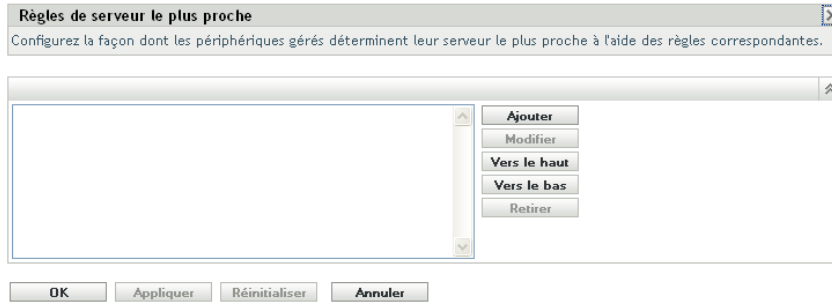 Règles de serveur le plus proche
Configurez la façon dont les périphériques gérés déterminent leur serveur le plus proche à l'aide des règles correspondantes.
Ajouter
Modifier
Vers le haut
Vers le bas
Retirer
OK Appliquer Réinitialiser Annuler